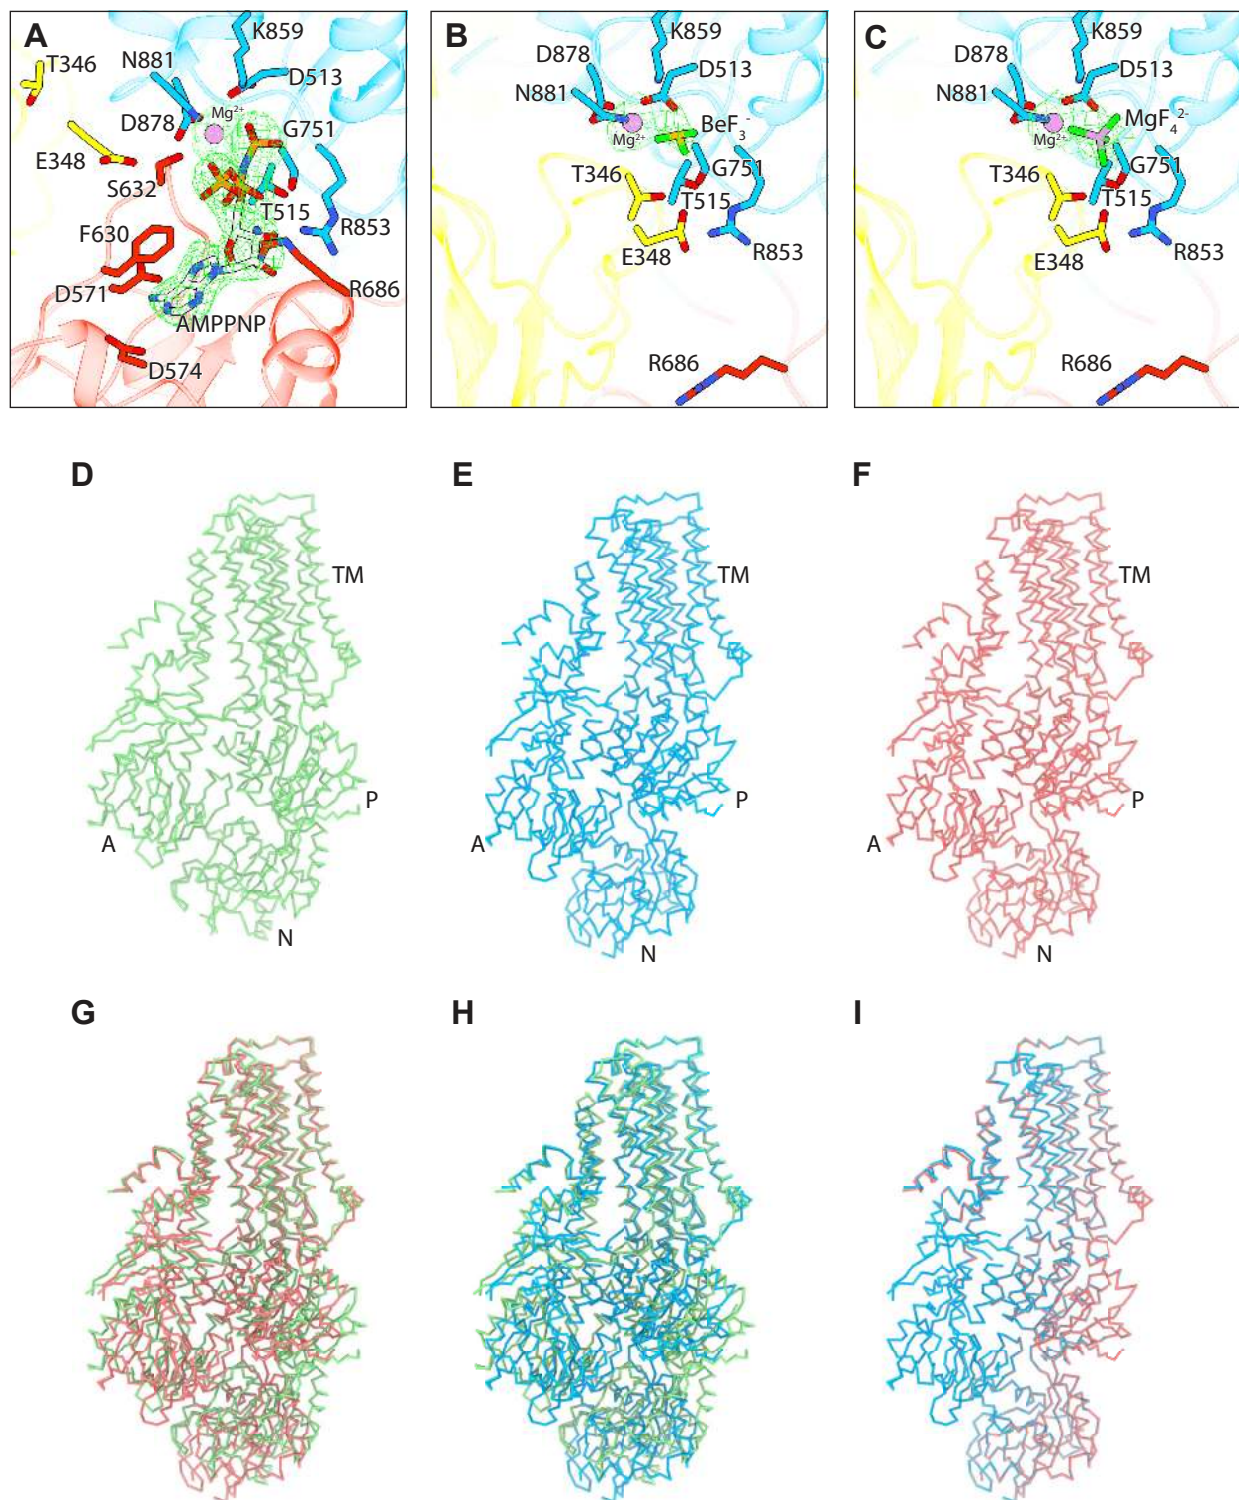 A
K859
T346
N881
D513
Mg²⁺
D878
G751
E348
S632
T515
F630
R853
D571
R686
AMPPNP
D574
B
K859
D878
D513
N881
BeF₃⁻
Mg²⁺
G751
T346
T515
E348
R853
R686
C
K859
D878
D513
N881
MgF₄²⁻
Mg²⁺
G751
T346
T515
E348
R853
R686
D
TM
P
A
N
E
TM
P
A
N
F
TM
P
A
N
G
H
I